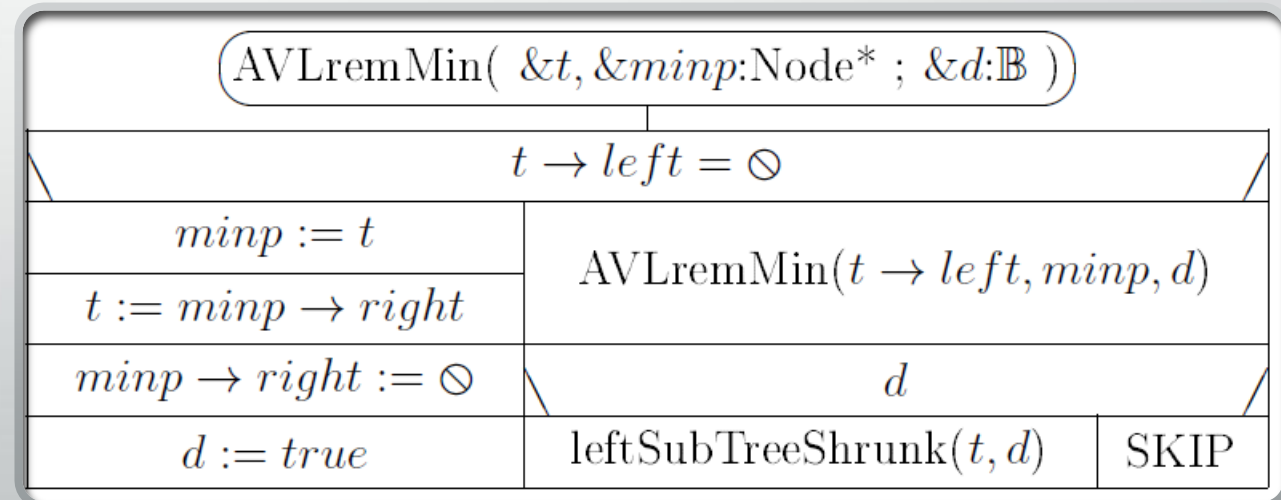 AVLremMin( &t, &minp:Node* ; &d:𝔹 )
t → left = ⦸
minp := t
t := minp → right
minp → right := ⦸
d := true
AVLremMin(t → left, minp, d)
d
leftSubTreeShrunk(t, d)
SKIP